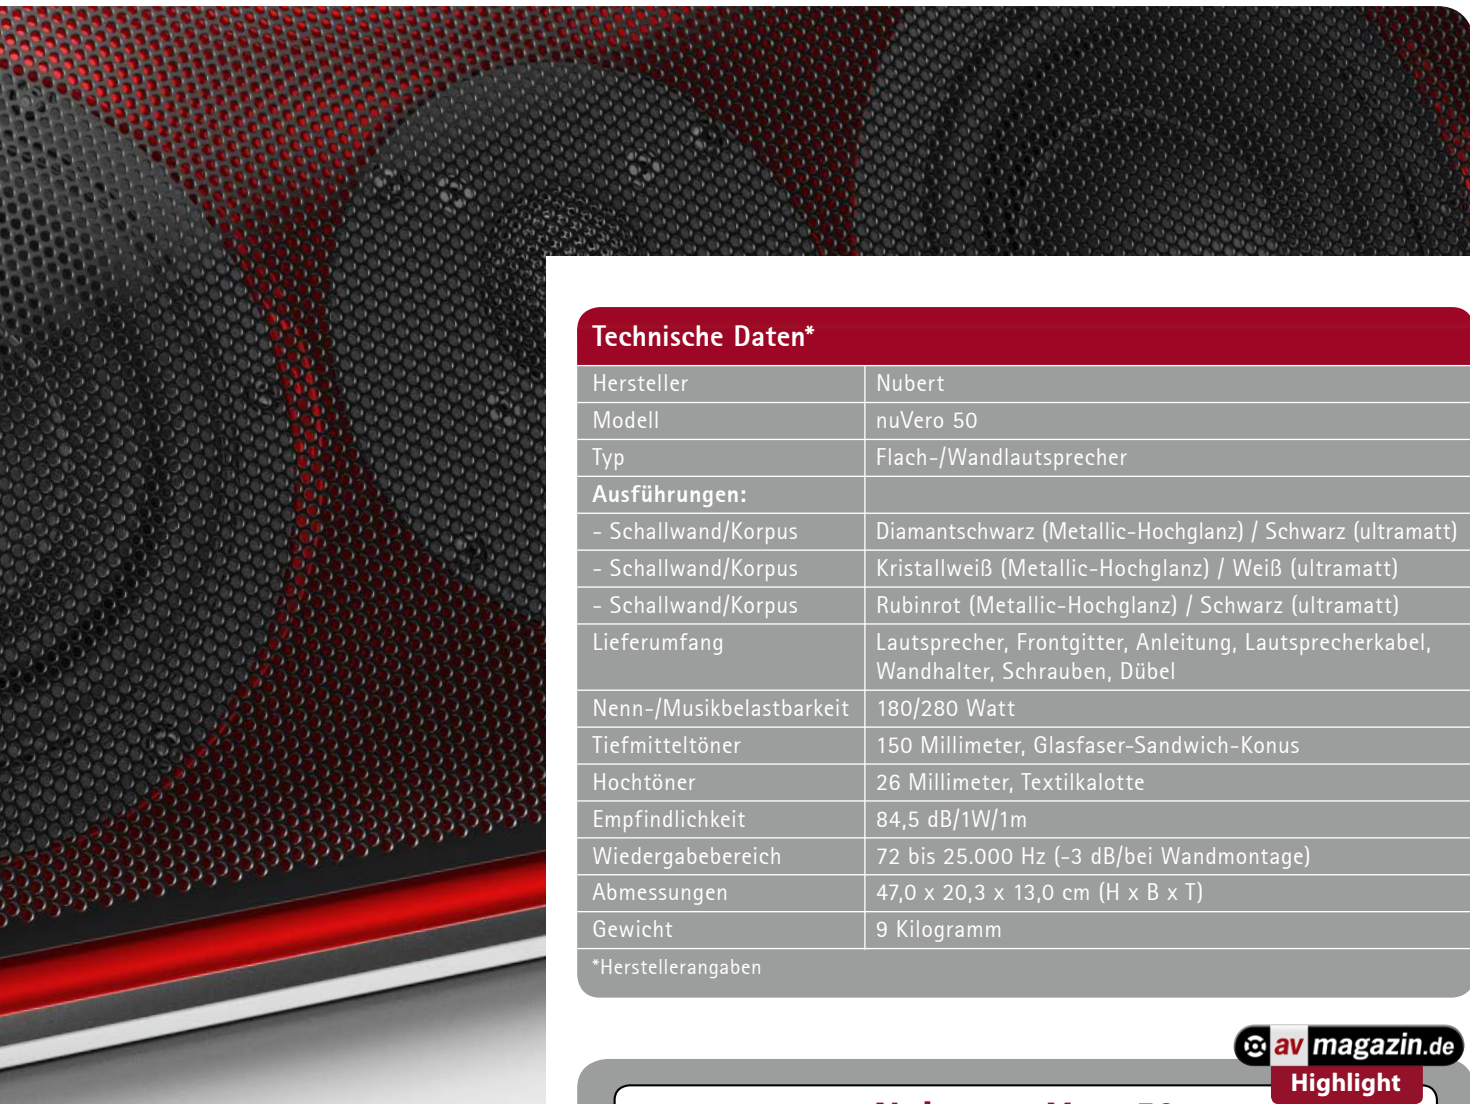 Technische Daten*
Hersteller Nubert
Modell nuVero 50
Typ Flach-/Wandlautsprecher
Ausführungen:
- Schallwand/Korpus Diamantschwarz (Metallic-Hochglanz) / Schwarz (ultramatt)
- Schallwand/Korpus Kristallweiß (Metallic-Hochglanz) / Weiß (ultramatt)
- Schallwand/Korpus Rubinrot (Metallic-Hochglanz) / Schwarz (ultramatt)
Lieferumfang Lautsprecher, Frontgitter, Anleitung, Lautsprecherkabel,
Wandhalter, Schrauben, Dübel
Nenn-/Musikbelastbarkeit 180/280 Watt
Tiefmitteltöner 150 Millimeter, Glasfaser-Sandwich-Konus
Hochtöner 26 Millimeter, Textilkalotte
Empfindlichkeit 84,5 dB/1W/1m
Wiedergabebereich 72 bis 25.000 Hz (-3 dB/bei Wandmontage)
Abmessungen 47,0 x 20,3 x 13,0 cm (H x B x T)
Gewicht 9 Kilogramm
*Herstellerangaben
av magazin.de
Highlight